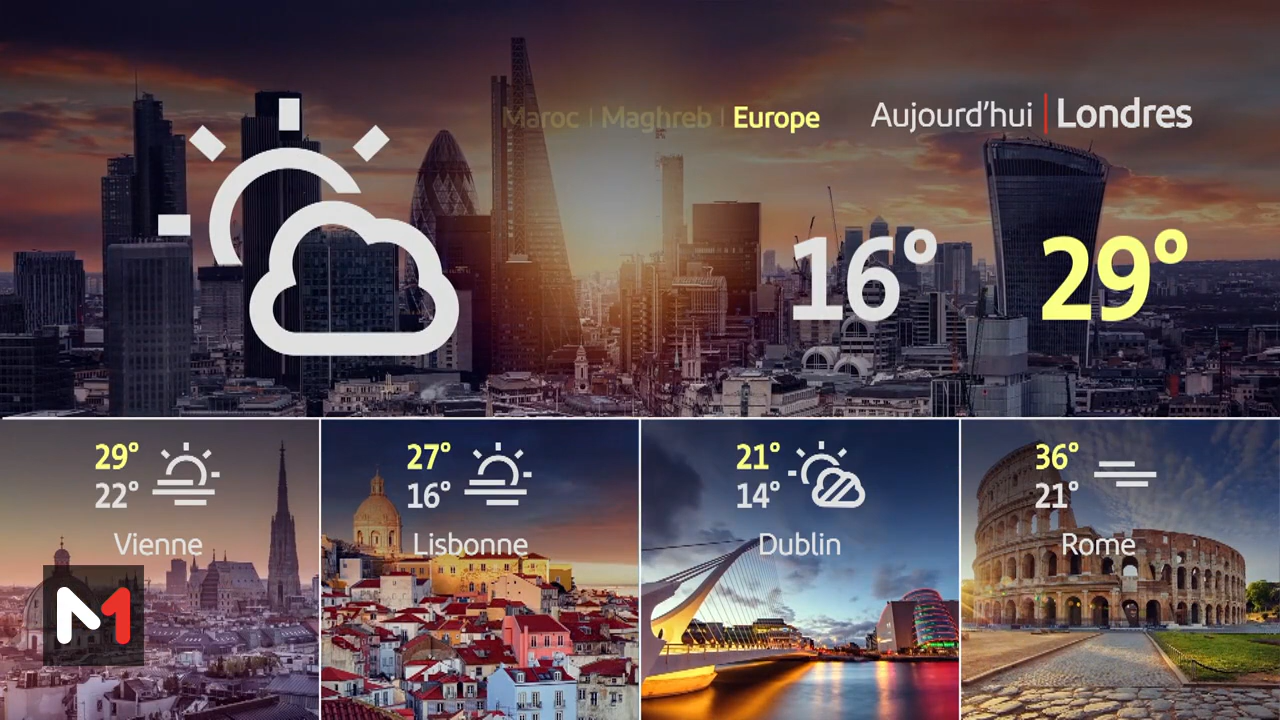 Maroc | Maghreb | Europe
Aujourd'hui | Londres
16° 29°
29°
22°
Vienne
27°
16°
Lisbonne
21°
14°
Dublin
36°
21°
Rome
M1